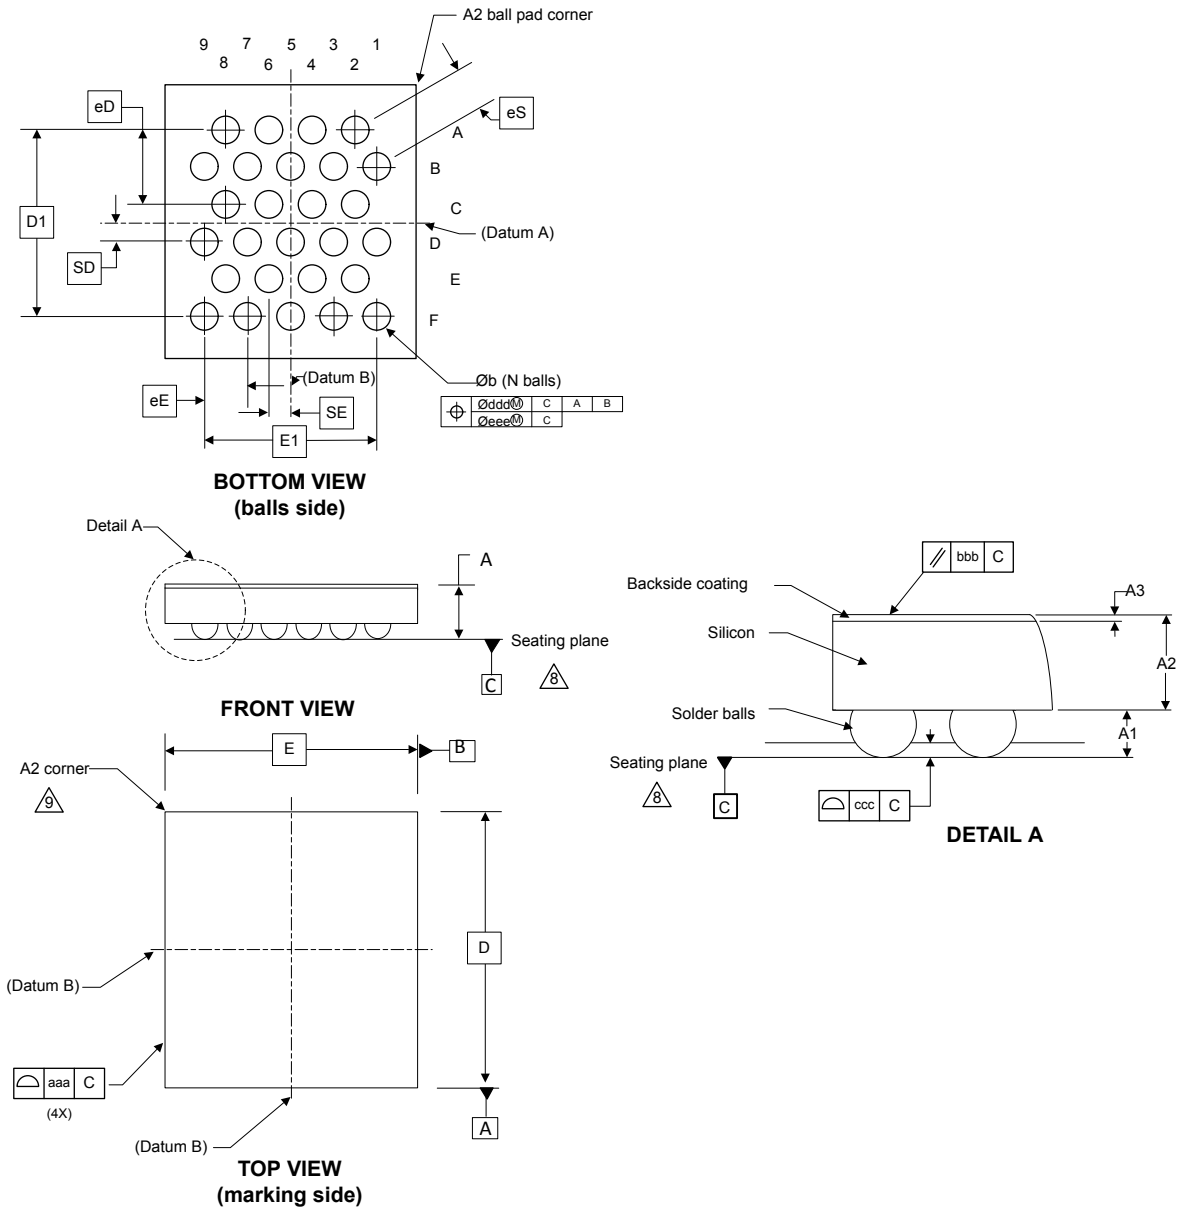 A2 ball pad corner
9 7 5 3 1
8 6 4 2
eD
eS
A
B
C
D1
(Datum A)
D
SD
E
F
(Datum B)
Øb (N balls)
eE
SE
Øddd Ⓜ C A B
Øeee Ⓜ C
E1
BOTTOM VIEW
(balls side)
Detail A
A
Seating plane
C
8
FRONT VIEW
bbb C
Backside coating
A3
Silicon
A2
Solder balls
A1
Seating plane
8
C
ccc C
DETAIL A
E
B
A2 corner
9
D
(Datum B)
aaa C
(4X)
A
(Datum B)
TOP VIEW
(marking side)